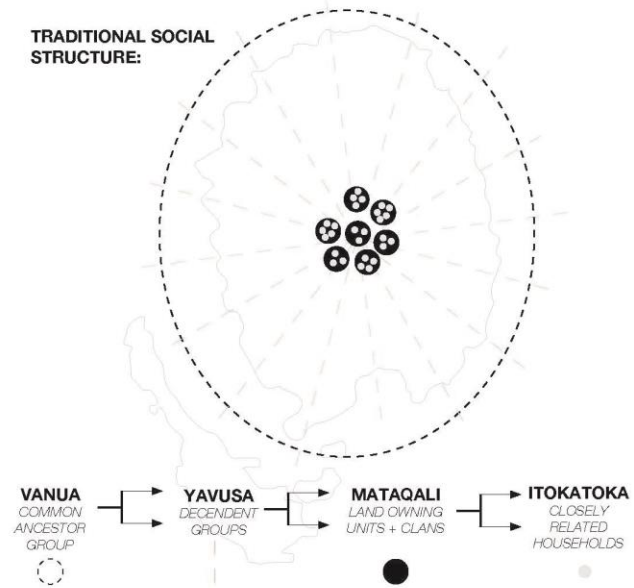 TRADITIONAL SOCIAL
STRUCTURE:
VANUA
COMMON
ANCESTOR
GROUP
YAVUSA
DECENDENT
GROUPS
MATAQALI
LAND OWNING
UNITS + CLANS
ITOKATOKA
CLOSELY
RELATED
HOUSEHOLDS